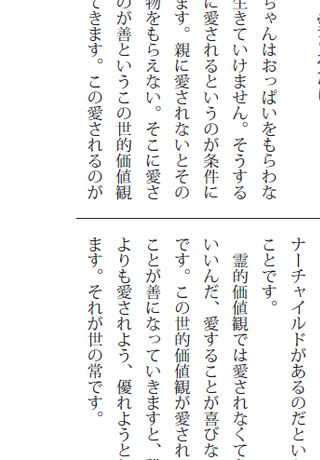 ちゃんはおっぱいをもらわな
生きていけません。そうする
に愛されるというのが条件に
ます。親に愛されないとその
物をもらえない。そこに愛さ
のが善というこの世的価値観
てきます。この愛されるのが
ナーチャイルドがあるのだとい
ことです。
霊的価値観では愛されなくて
いいんだ、愛することが喜びな
です。この世的価値観が愛され
ことが善になっていきますと、
よりも愛されよう、優れようと
ます。それが世の常です。